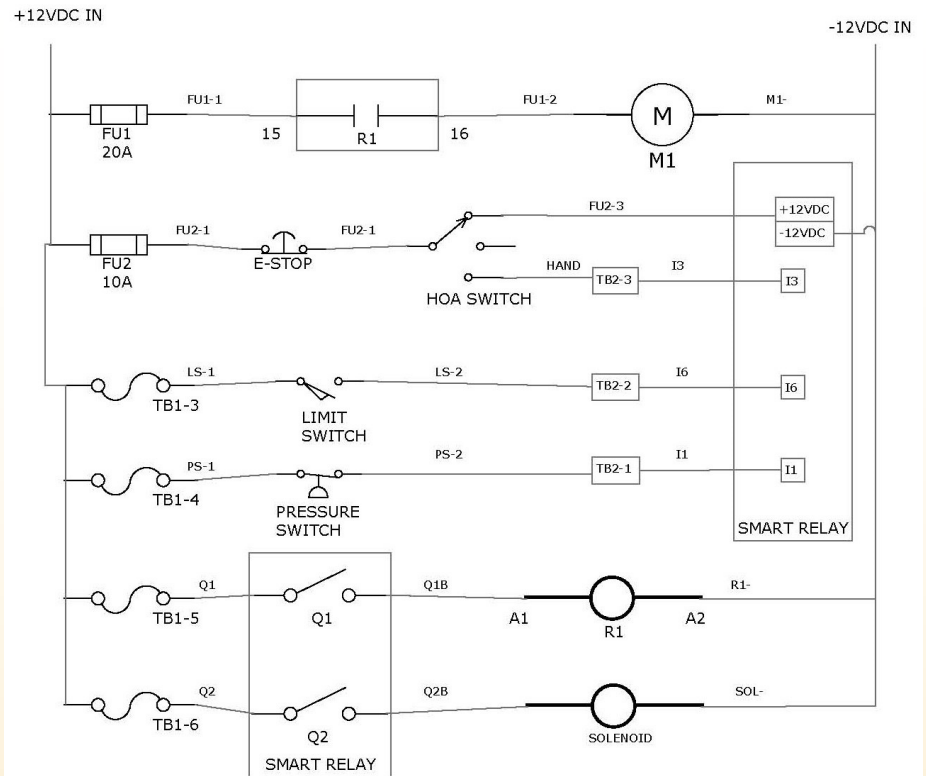 +12VDC IN
-12VDC IN
FU1-1
FU1-2
M1-
15
R1
16
M
FU1
20A
M1
FU2-3
+12VDC
-12VDC
FU2-1
FU2-1
E-STOP
FU2
10A
HAND
I3
TB2-3
I3
HOA SWITCH
LS-1
LS-2
I6
TB2-2
I6
TB1-3
LIMIT
SWITCH
PS-1
PS-2
I1
TB2-1
I1
TB1-4
PRESSURE
SWITCH
SMART RELAY
Q1
Q1B
R1-
TB1-5
Q1
A1
R1
A2
Q2
Q2B
SOL-
TB1-6
Q2
SOLENOID
SMART RELAY